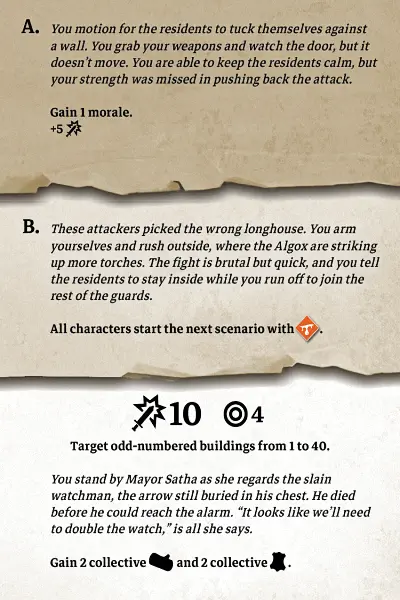 A. You motion for the residents to tuck themselves against
a wall. You grab your weapons and watch the door, but it
doesn't move. You are able to keep the residents calm, but
your strength was missed in pushing back the attack.
Gain 1 morale.
+5
B. These attackers picked the wrong longhouse. You arm
yourselves and rush outside, where the Algox are striking
up more torches. The fight is brutal but quick, and you tell
the residents to stay inside while you run off to join the
rest of the guards.
All characters start the next scenario with .
10 4
Target odd-numbered buildings from 1 to 40.
You stand by Mayor Satha as she regards the slain
watchman, the arrow still buried in his chest. He died
before he could reach the alarm. “It looks like we’ll need
to double the watch,” is all she says.
Gain 2 collective and 2 collective .